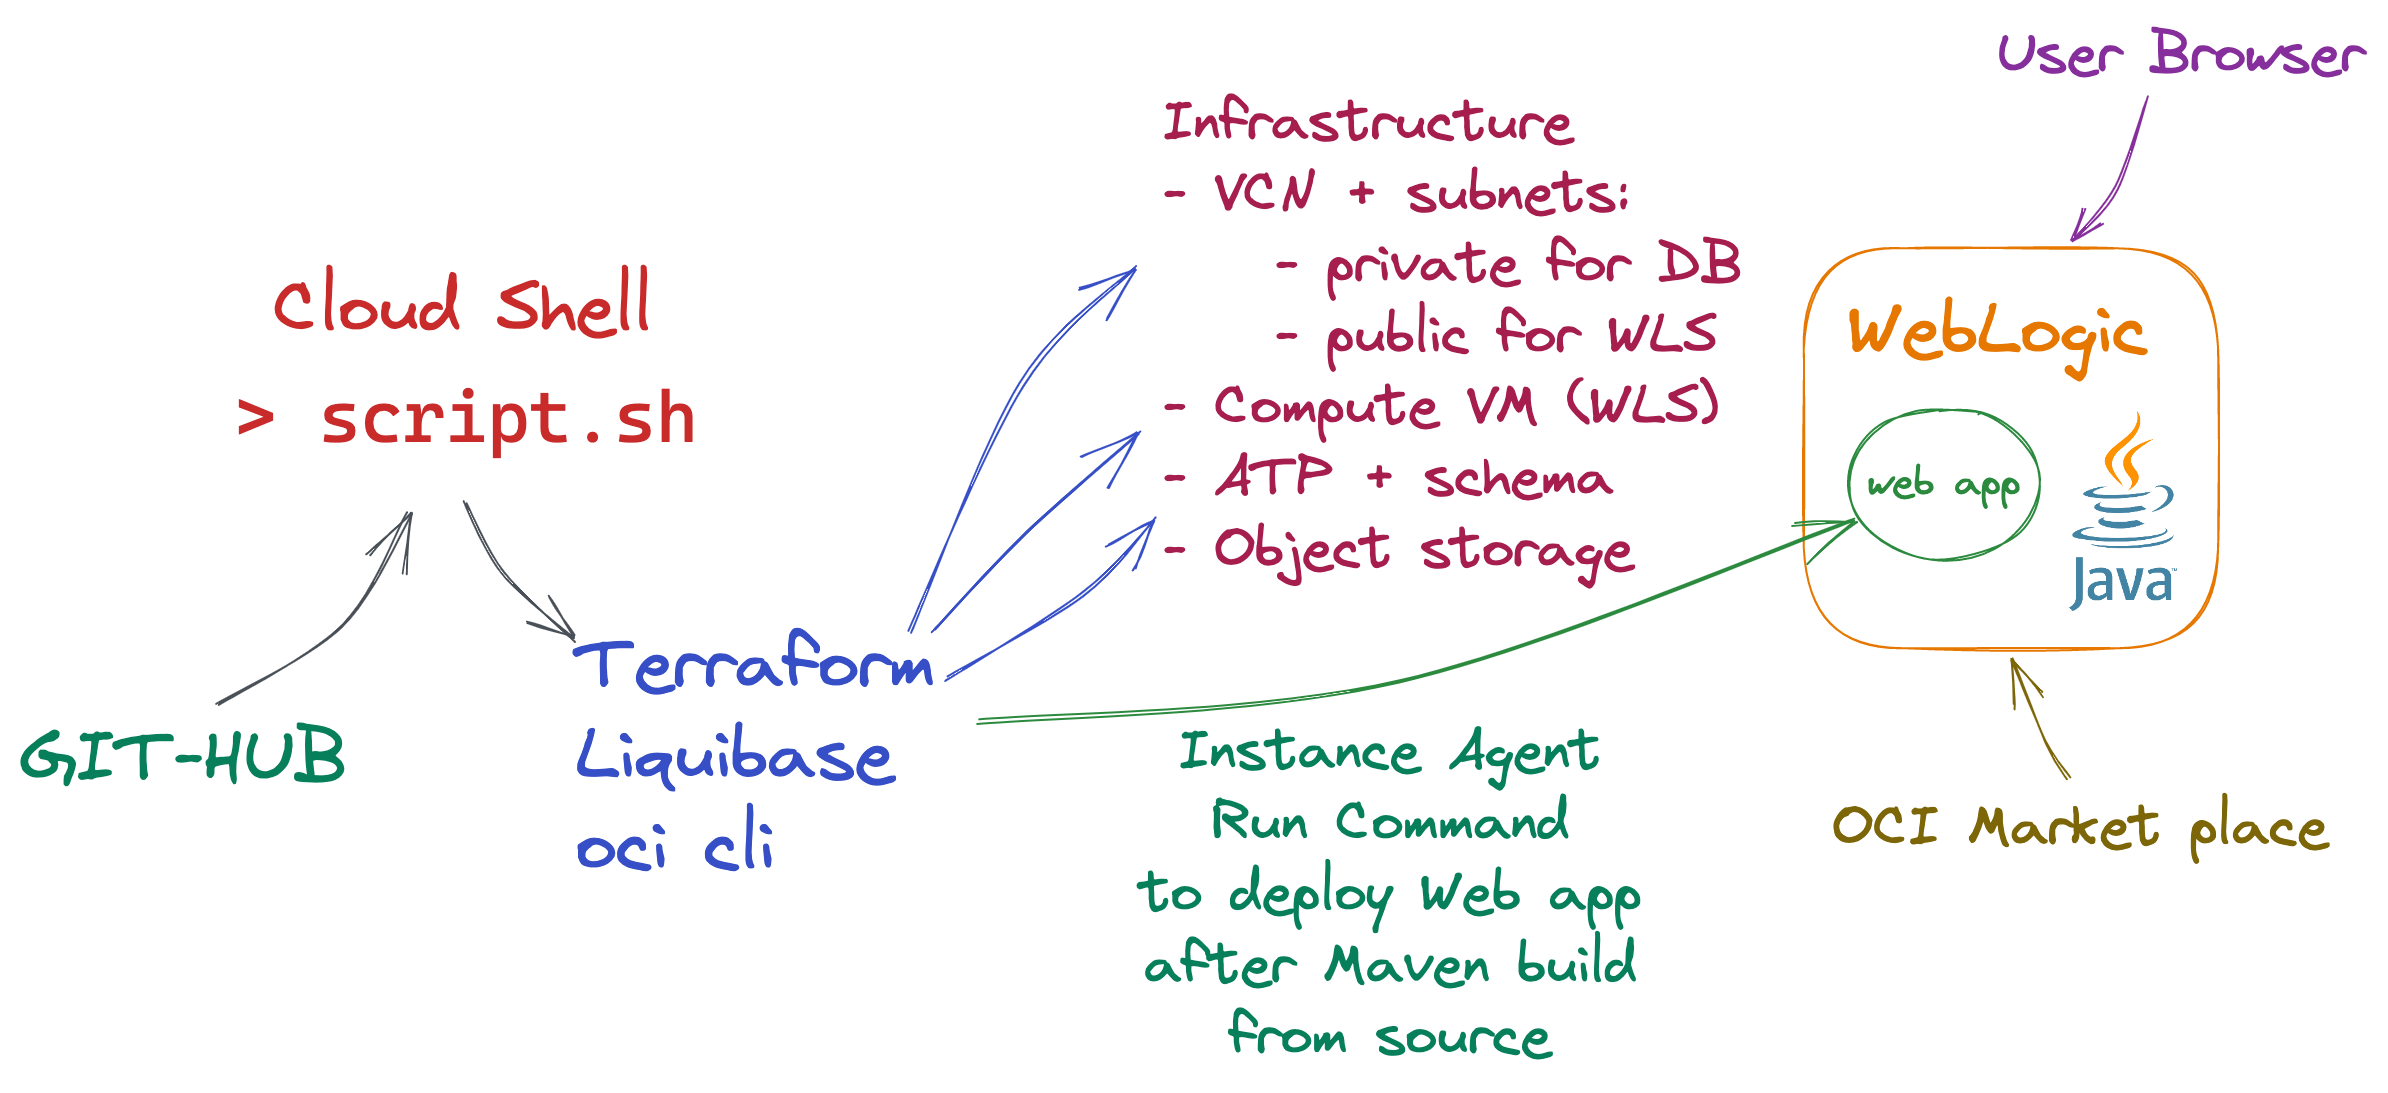 User Browser
Infrastructure
- VCN + subnets:
- private for DB
- public for WLS
- Compute VM (WLS)
- ATP + schema
- Object storage
Cloud Shell
> script.sh
WebLogic
web app
Java™
GIT-HUB
Terraform
Liquibase
oci cli
Instance Agent
Run Command
to deploy Web app
after Maven build
from source
OCI Market place